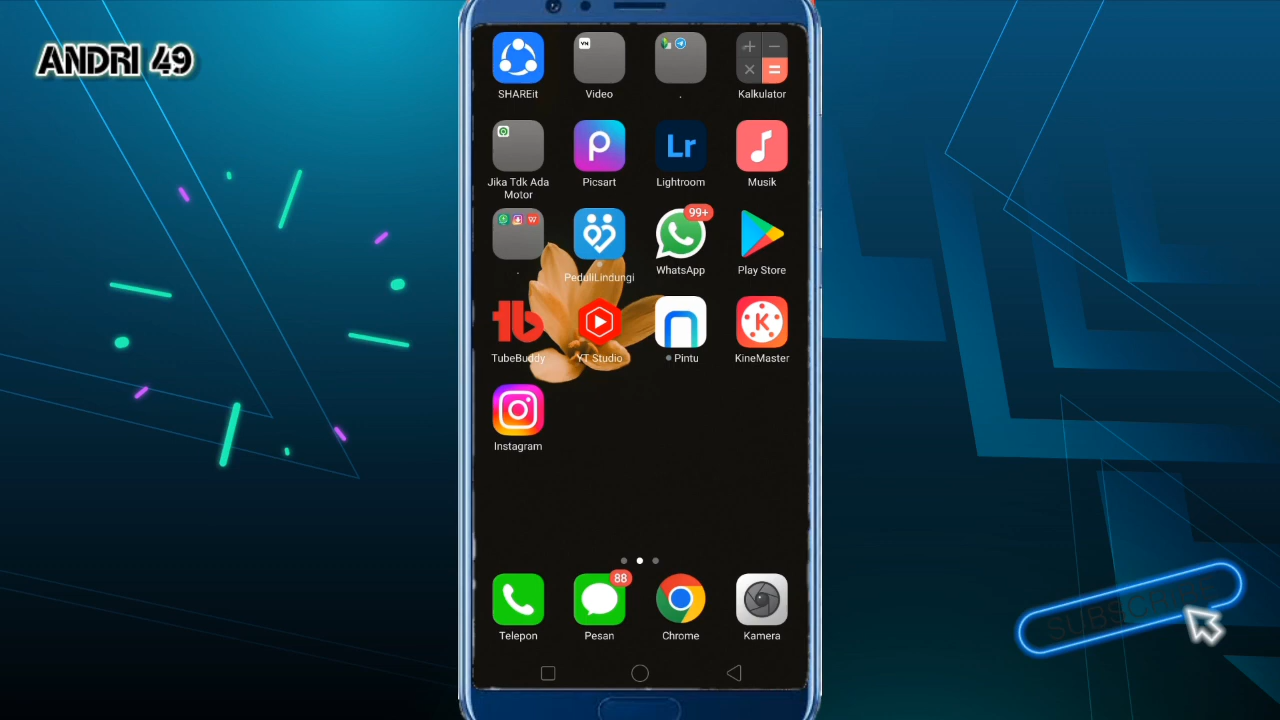 ANDRI 49
SHAREit
Video
.
Kalkulator
Jika Tdk Ada
Motor
Picsart
Lr
Lightroom
Musik
.
PeduliLindungi
99+
WhatsApp
Play Store
TubeBuddy
YT Studio
Pintu
K
KineMaster
Instagram
Telepon
88
Pesan
Chrome
Kamera